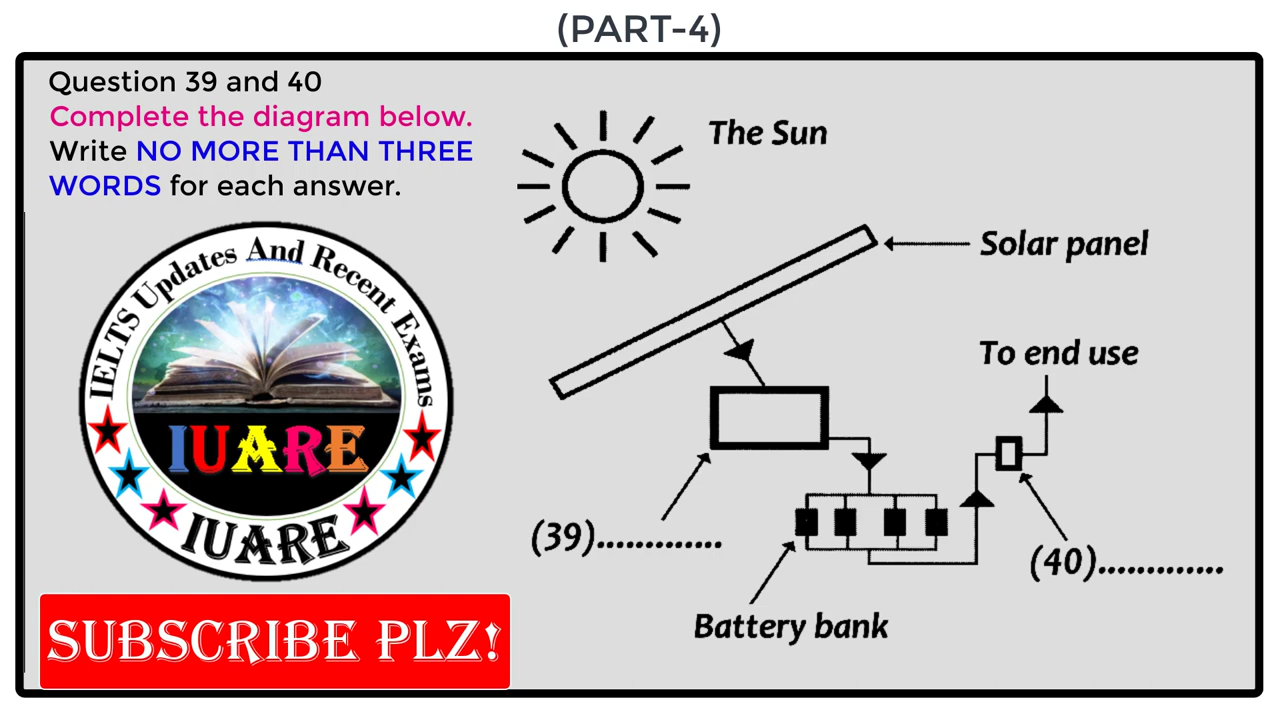 (PART-4)
Question 39 and 40
Complete the diagram below.
Write NO MORE THAN THREE
WORDS for each answer.
The Sun
Solar panel
To end use
(39).............
(40).............
Battery bank
IELTS Updates And Recent Exams
IUARE
IUARE
SUBSCRIBE PLZ!